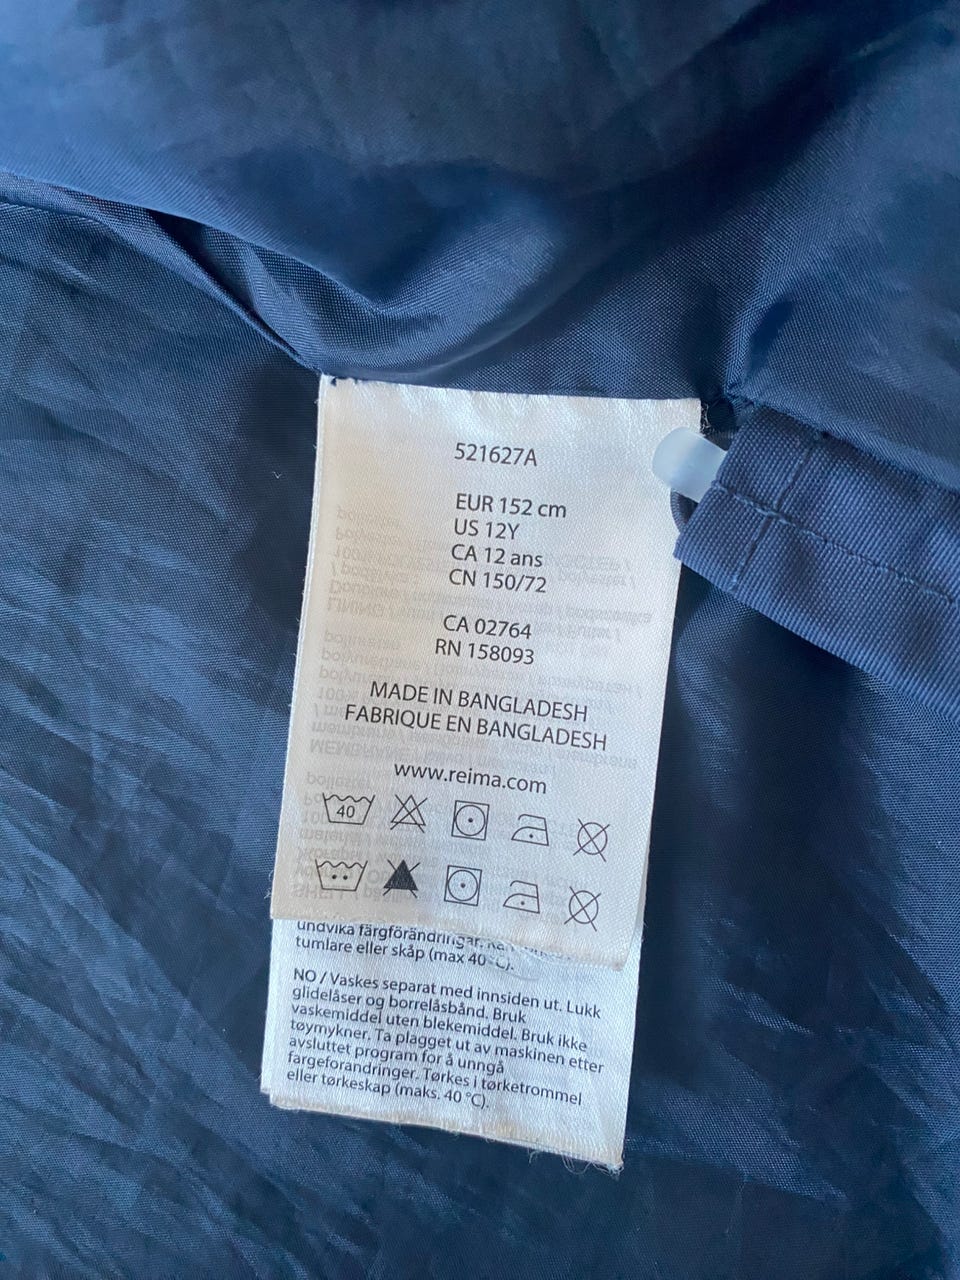 521627A
EUR 152 cm
US 12Y
CA 12 ans
CN 150/72
CA 02764
RN 158093
MADE IN BANGLADESH
FABRIQUE EN BANGLADESH
www.reima.com
40
undvika färgförändringar.
tumlare eller skåp (max 40 °C).
NO / Vaskes separat med innsiden ut. Lukk
glidelåser og borrelåsbånd. Bruk
vaskemiddel uten blekemiddel. Bruk ikke
tøymykner. Ta plagget ut av maskinen etter
avsluttet program for å unngå
fargeforandringer. Tørkes i tørketrommel
eller tørkeskap (maks. 40 °C).